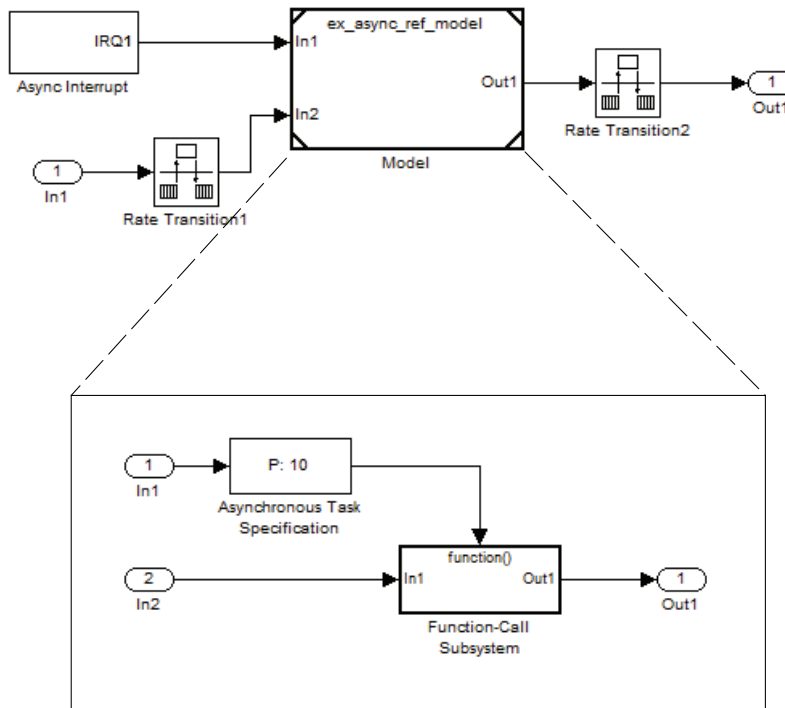 ex_async_ref_model
IRQ1
In1
Async Interrupt
Out1
1
Out1
In2
Rate Transition2
Model
1
In1
Rate Transition1
1
In1
P: 10
Asynchronous Task
Specification
function()
2
In2
In1
Out1
1
Out1
Function-Call
Subsystem